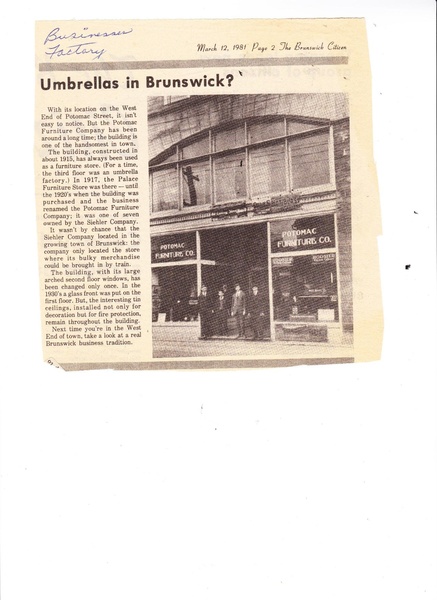 Businesses
Factory
March 12, 1981 Page 2 The Brunswick Citizen
Umbrellas in Brunswick?
With its location on the West
End of Potomac Street, it isn't
easy to notice. But the Potomac
Furniture Company has been
around a long time; the building is
one of the handsomest in town.
The building, constructed in
about 1915, has always been used
as a furniture store. (For a time,
the third floor was an umbrella
factory.) In 1917, the Palace
Furniture Store was there -- until
the 1920's when the building was
purchased and the business
renamed the Potomac Furniture
Company; it was one of seven
owned by the Siehler Company.
It wasn't by chance that the
Siehler Company located in the
growing town of Brunswick: the
company only located the store
where its bulky merchandise
could be brought in by train.
The building, with its large
arched second floor windows, has
been changed only once. In the
1930's a glass front was put on the
first floor. But, the interesting tin
ceilings, installed not only for
decoration but for fire protection,
remain throughout the building.
Next time you're in the West
End of town, take a look at a real
Brunswick business tradition.
POTOMAC
FURNITURE CO.
POTOMAC
FURNITURE CO.